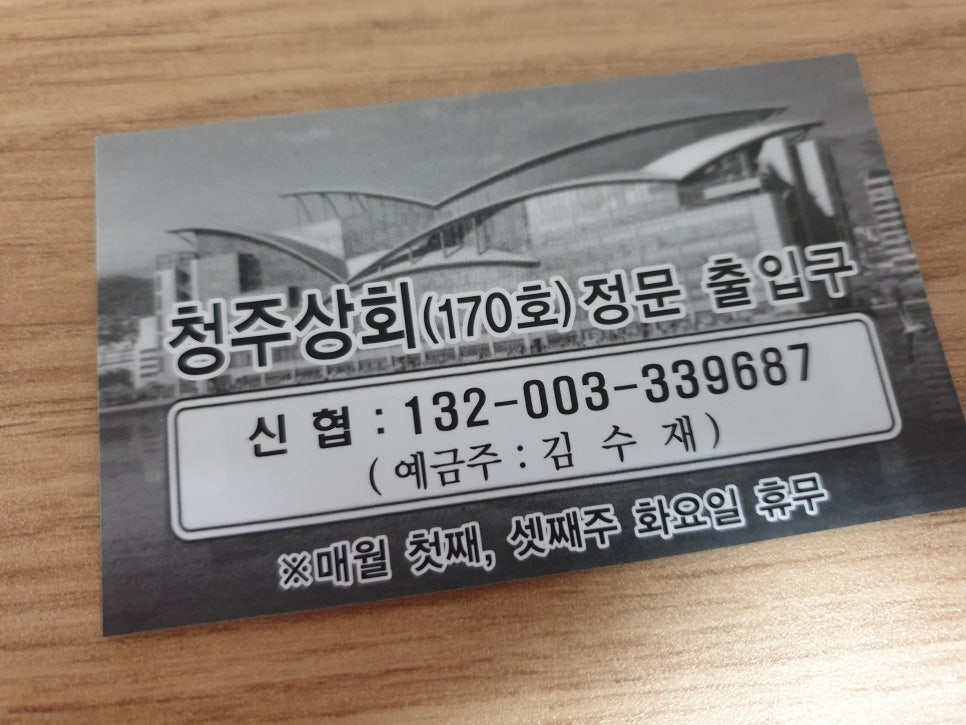 청주상회(170호) 정문 출입구
신 협 : 132-003-339687
( 예금주 : 김 수 재 )
※매월 첫째, 셋째주 화요일 휴무